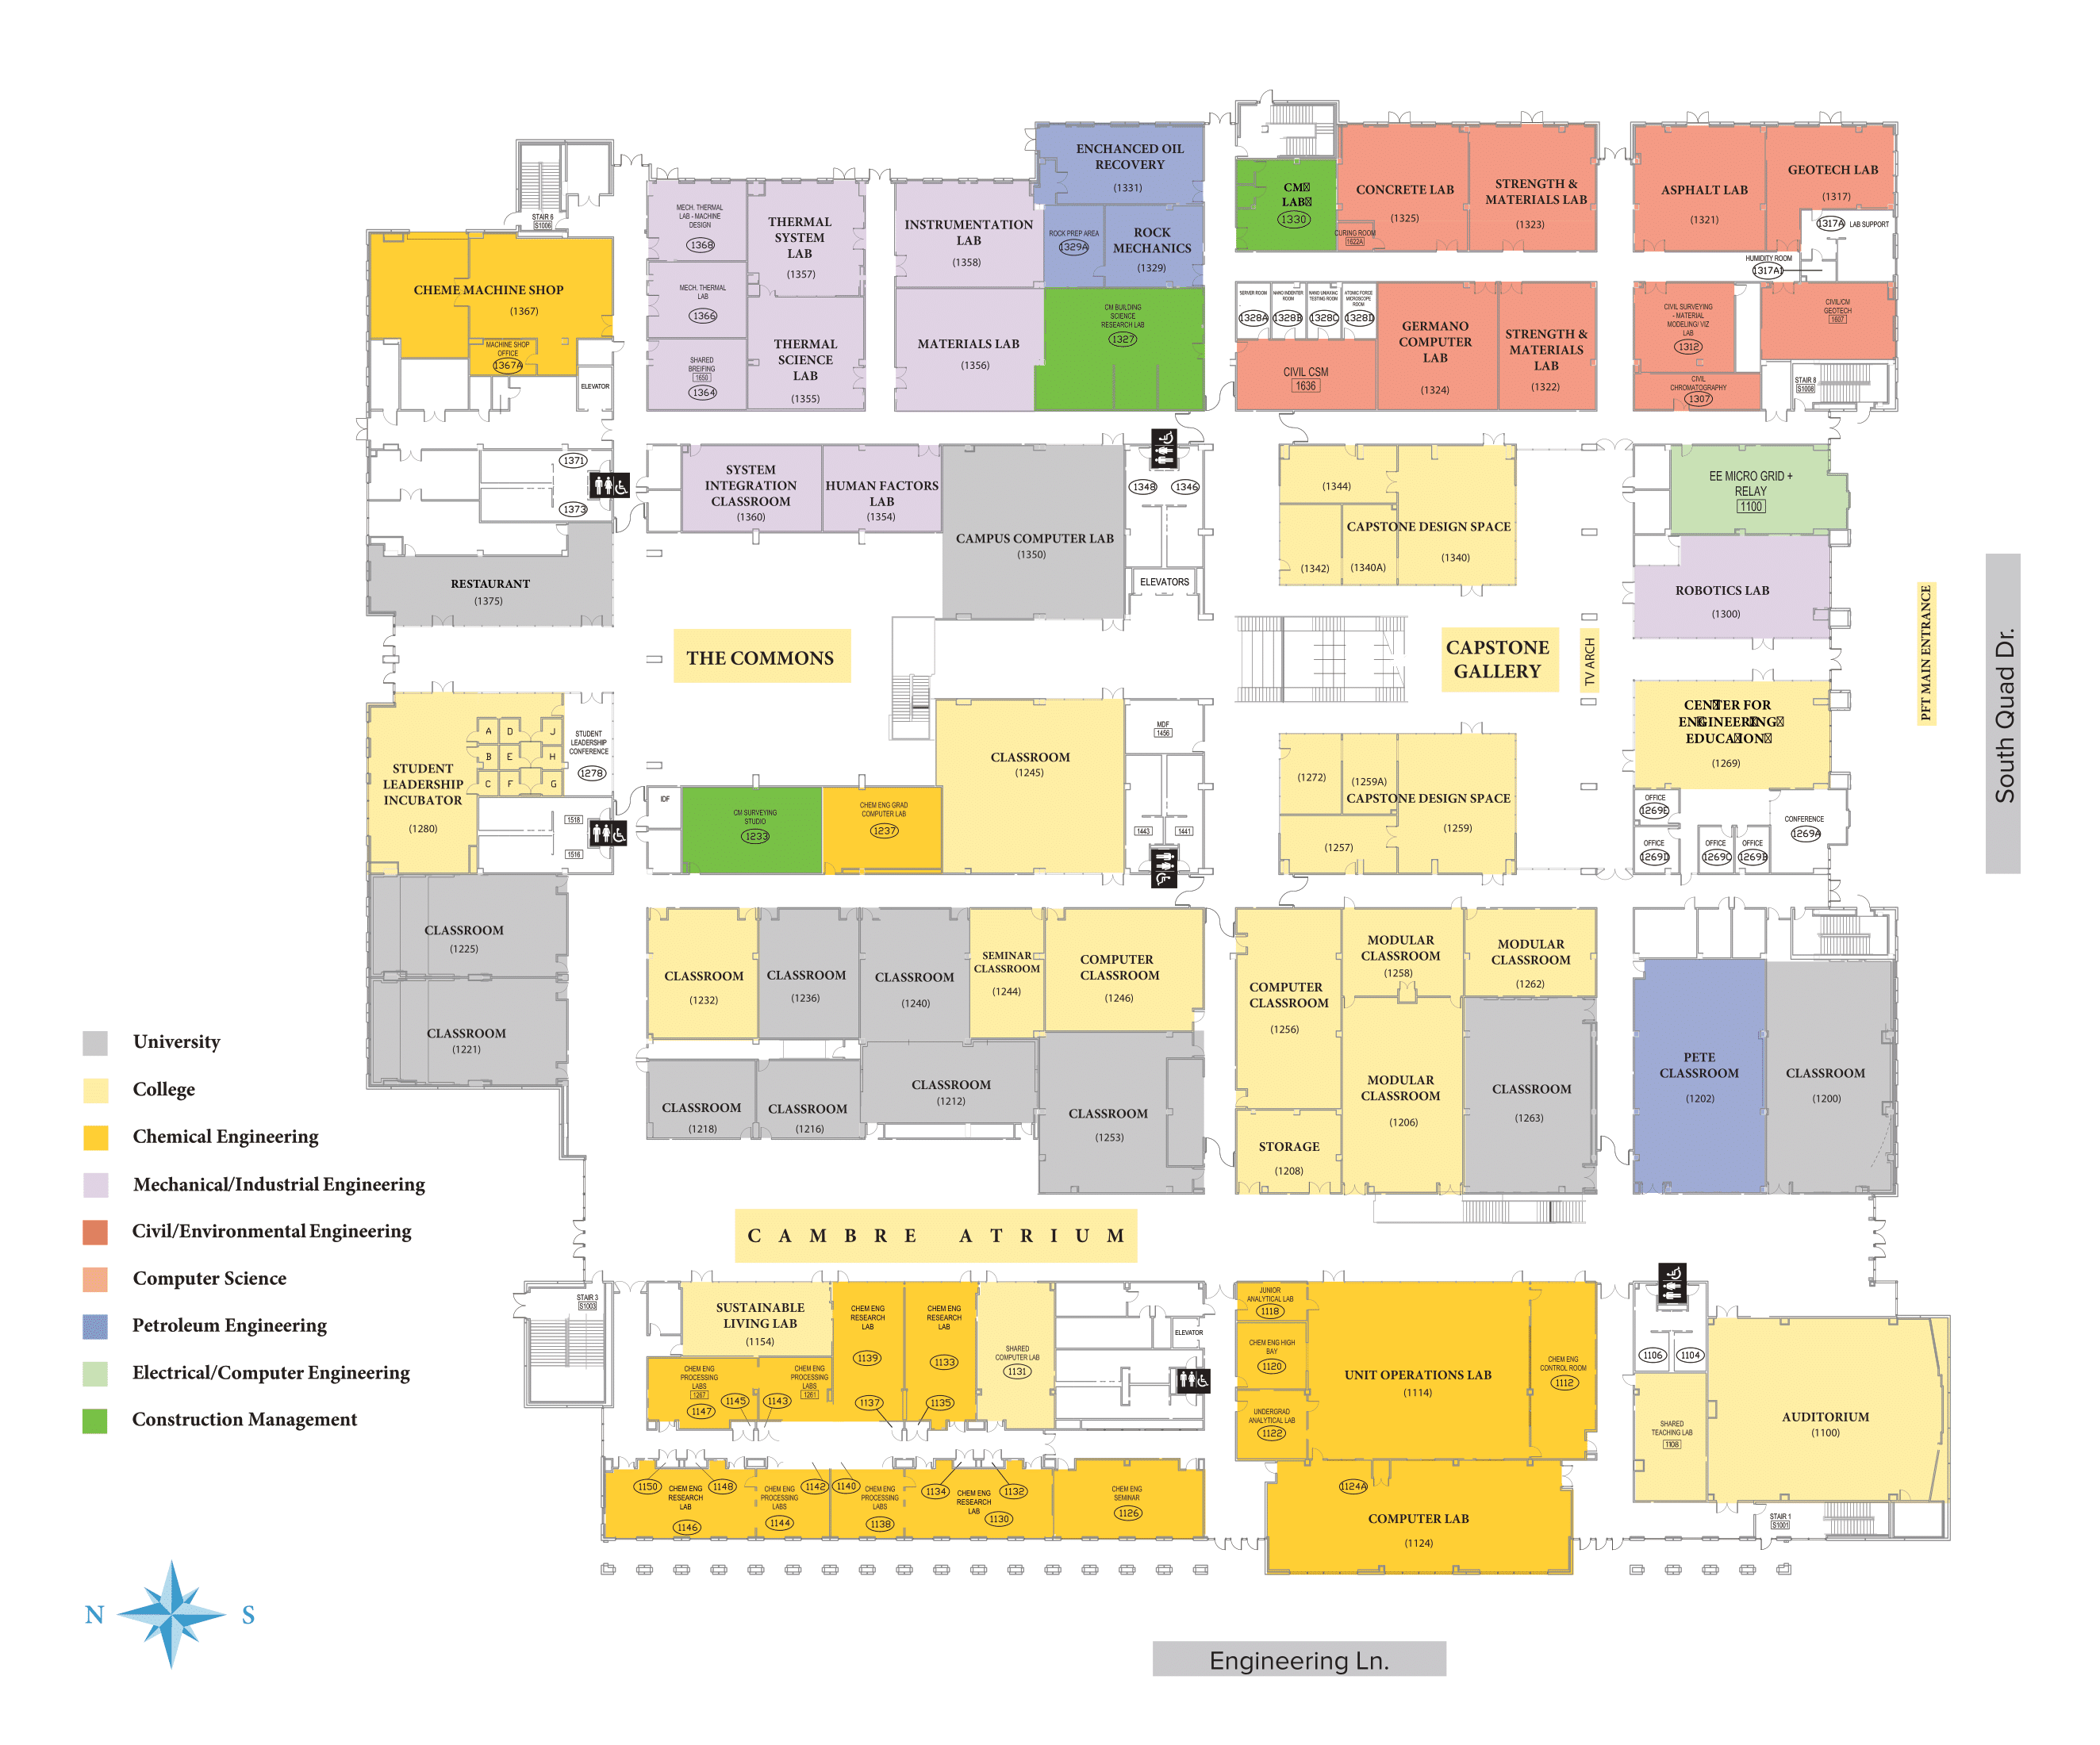 ENCHANCED OIL
RECOVERY
(1331)
CM
LAB
1330
CONCRETE LAB
(1325)
CURING ROOM
1622A
STRENGTH &
MATERIALS LAB
(1323)
ASPHALT LAB
(1321)
GEOTECH LAB
(1317)
1317A
LAB SUPPORT
HUMIDITY ROOM
1317A1
STAIR 6
S1006
MECH. THERMAL
LAB - MACHINE
DESIGN
1368
THERMAL
SYSTEM
LAB
(1357)
INSTRUMENTATION
LAB
(1358)
ROCK PREP AREA
1329A
ROCK
MECHANICS
(1329)
CHEME MACHINE SHOP
(1367)
MACHINE SHOP
OFFICE
1367A
ELEVATOR
MECH. THERMAL
LAB
1366
SHARED
BREIFING
1650
1364
THERMAL
SCIENCE
LAB
(1355)
MATERIALS LAB
(1356)
CM BUILDING
SCIENCE
RESEARCH LAB
1327
SERVER ROOM
1328A
NANO INDENTER
ROOM
1328B
NANO UNIAXIAL
TESTING ROOM
1328C
ATOMIC FORCE
MICROSCOPE
ROOM
1328D
CIVIL CSM
1636
GERMANO
COMPUTER
LAB
(1324)
STRENGTH &
MATERIALS
LAB
(1322)
CIVIL SURVEYING
- MATERIAL
MODELING/ VIZ
LAB
1312
CIVIL/CM
GEOTECH
1607
CIVIL
CHROMATOGRAPHY
1307
STAIR 8
S1008
1371
1373
SYSTEM
INTEGRATION
CLASSROOM
(1360)
HUMAN FACTORS
LAB
(1354)
CAMPUS COMPUTER LAB
(1350)
1348
1346
ELEVATORS
(1344)
CAPSTONE DESIGN SPACE
(1342)
(1340A)
(1340)
EE MICRO GRID +
RELAY
1100
ROBOTICS LAB
(1300)
RESTAURANT
(1375)
THE COMMONS
CAPSTONE
GALLERY
TV ARCH
PFT MAIN ENTRANCE
South Quad Dr.
STUDENT
LEADERSHIP
INCUBATOR
(1280)
A
D
J
B
E
H
C
F
G
STUDENT
LEADERSHIP
CONFERENCE
1278
1518
1516
IDF
CM SURVEYING
STUDIO
1233
CHEM ENG GRAD
COMPUTER LAB
1237
CLASSROOM
(1245)
MDF
1456
1443
1441
(1272)
(1259A)
CAPSTONE DESIGN SPACE
(1259)
(1257)
CENTER FOR
ENGINEERING
EDUCAION
(1269)
OFFICE
1269E
OFFICE
1269D
OFFICE
1269C
OFFICE
1269B
CONFERENCE
1269A
CLASSROOM
(1225)
CLASSROOM
(1221)
CLASSROOM
(1232)
CLASSROOM
(1236)
CLASSROOM
(1240)
SEMINAR
CLASSROOM
(1244)
COMPUTER
CLASSROOM
(1246)
COMPUTER
CLASSROOM
(1256)
MODULAR
CLASSROOM
(1258)
MODULAR
CLASSROOM
(1262)
CLASSROOM
(1218)
CLASSROOM
(1216)
CLASSROOM
(1212)
CLASSROOM
(1253)
STORAGE
(1208)
MODULAR
CLASSROOM
(1206)
CLASSROOM
(1263)
PETE
CLASSROOM
(1202)
CLASSROOM
(1200)
University
College
Chemical Engineering
Mechanical/Industrial Engineering
Civil/Environmental Engineering
Computer Science
Petroleum Engineering
Electrical/Computer Engineering
Construction Management
CAMBRE ATRIUM
STAIR 3
S1003
SUSTAINABLE
LIVING LAB
(1154)
CHEM ENG
PROCESSING
LABS
1267
1147
1145
1143
CHEM ENG
PROCESSING
LABS
1261
CHEM ENG
RESEARCH
LAB
1139
1137
CHEM ENG
RESEARCH
LAB
1133
1135
SHARED
COMPUTER LAB
1131
ELEVATOR
JUNIOR
ANALYTICAL LAB
1118
CHEM ENG HIGH
BAY
1120
UNDERGRAD
ANALYTICAL LAB
1122
UNIT OPERATIONS LAB
(1114)
CHEM ENG
CONTROL ROOM
1112
1106
1104
SHARED
TEACHING LAB
1108
AUDITORIUM
(1100)
STAIR 1
S1001
1150
1148
CHEM ENG
RESEARCH
LAB
1146
CHEM ENG
PROCESSING
LABS
1144
1142
1140
CHEM ENG
PROCESSING
LABS
1138
1134
1132
CHEM ENG
RESEARCH
LAB
1130
CHEM ENG
SEMINAR
1126
1124A
COMPUTER LAB
(1124)
N
S
Engineering Ln.